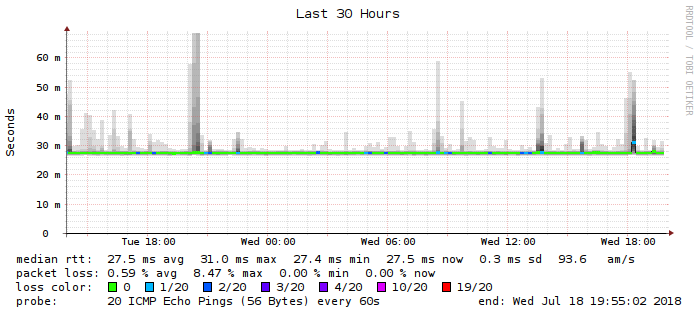 Last 30 Hours
RRDTOOL / TOBI OETIKER
Seconds
60 m
50 m
40 m
30 m
20 m
10 m
0
Tue 18:00 Wed 00:00 Wed 06:00 Wed 12:00 Wed 18:00
median rtt: 27.5 ms avg 31.0 ms max 27.4 ms min 27.5 ms now 0.3 ms sd 93.6 am/s
packet loss: 0.59 % avg 8.47 % max 0.00 % min 0.00 % now
loss color: 0 1/20 2/20 3/20 4/20 10/20 19/20
probe: 20 ICMP Echo Pings (56 Bytes) every 60s end: Wed Jul 18 19:55:02 2018